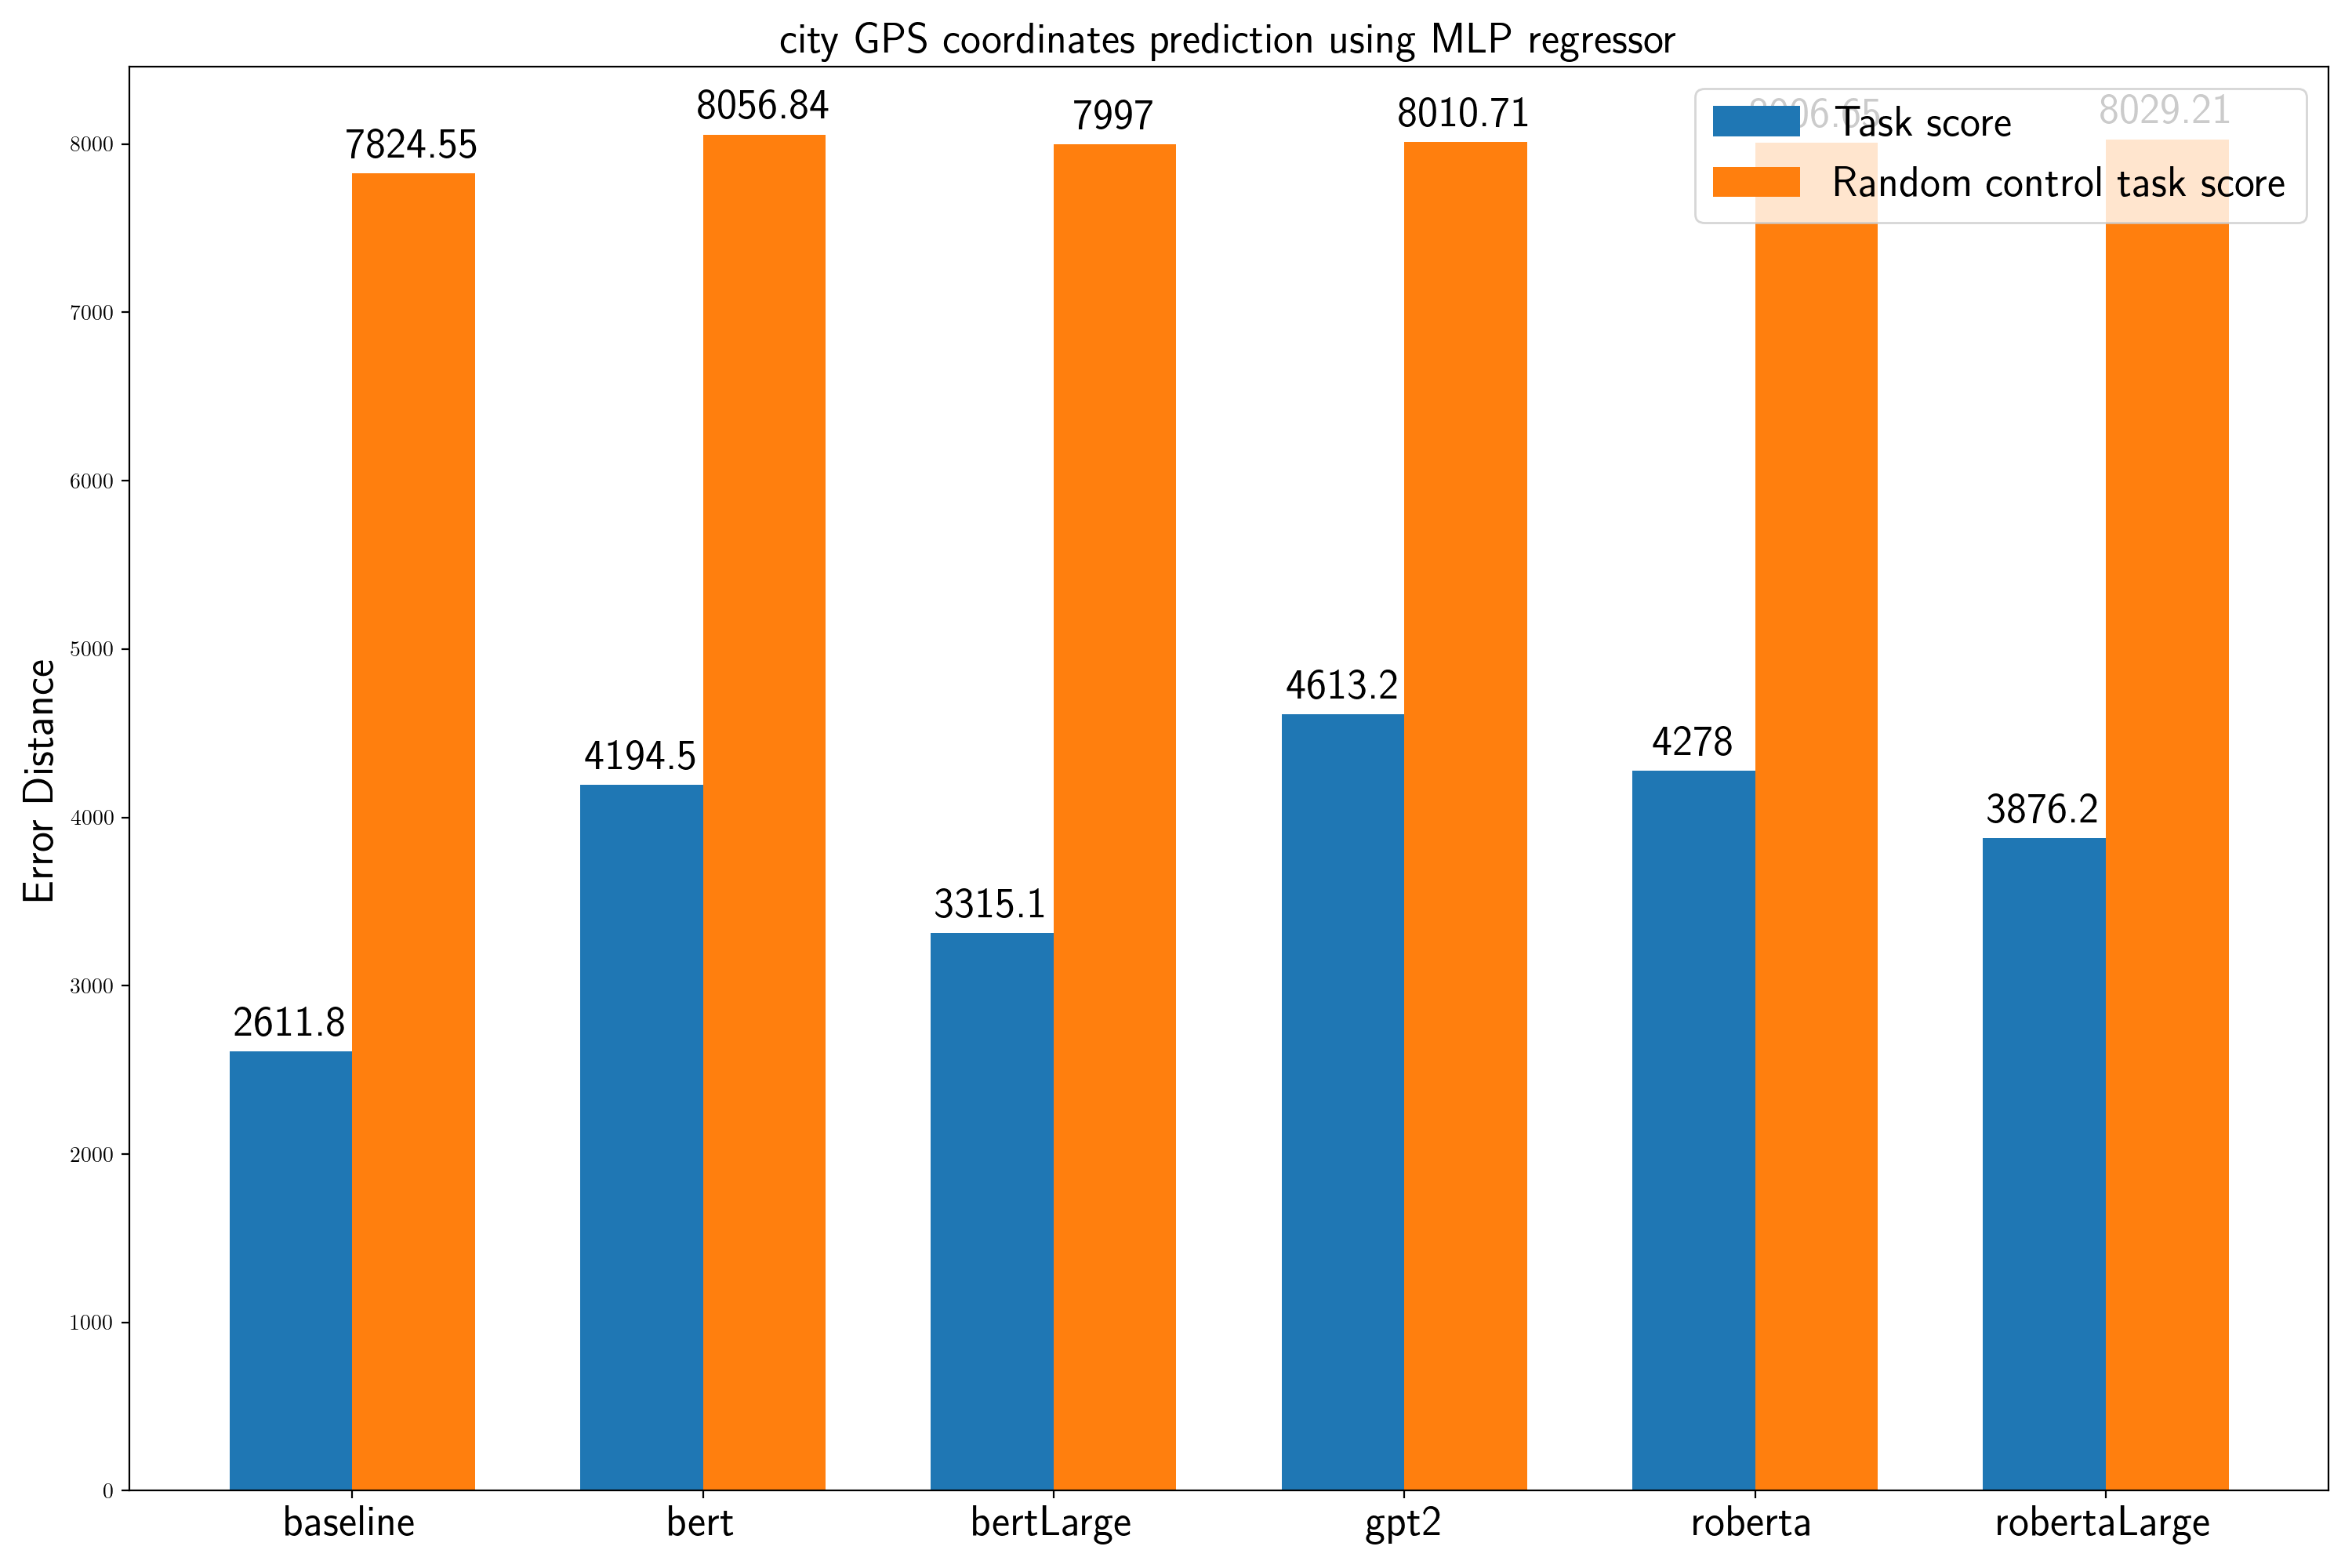 city GPS coordinates prediction using MLP regressor
Error Distance
8000
7000
6000
5000
4000
3000
2000
1000
0
7824.55
8056.84
7997
8010.71
8029.21
Task score
Random control task score
2611.8
4194.5
3315.1
4613.2
4278
3876.2
baseline
bert
bertLarge
gpt2
roberta
robertaLarge